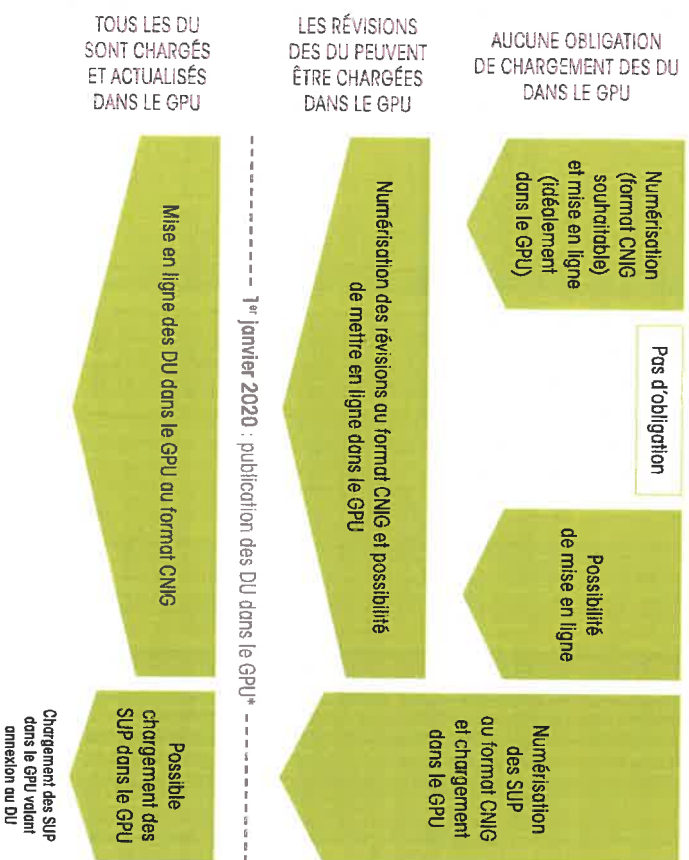 TOUS LES DU
SONT CHARGÉS
ET ACTUALISÉS
DANS LE GPU
LES RÉVISIONS
DES DU PEUVENT
ÊTRE CHARGÉES
DANS LE GPU
AUCUNE OBLIGATION
DE CHARGEMENT DES DU
DANS LE GPU
Numérisation
(format CNIG
souhaitable)
et mise en ligne
(idéalement
dans le GPU)
Pas d'obligation
Possibilité
de mise en ligne
Numérisation des révisions au format CNIG et possibilité
de mettre en ligne dans le GPU
Numérisation
des SUP
au format CNIG
et chargement
dans le GPU
1er janvier 2020 : publication des DU dans le GPU*
Mise en ligne des DU dans le GPU au format CNIG
Possible
chargement des
SUP dans le GPU
Chargement des SUP
dans le GPU valant
annexion au DU